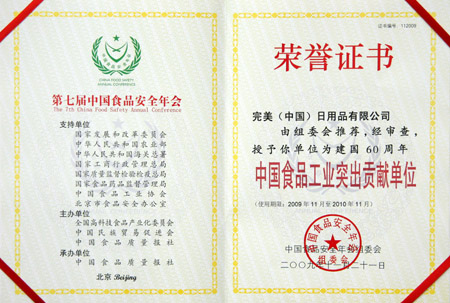 CHINA FOOD SAFETY
ANNUAL CONFERENCE
第七届中国食品安全年会
The 7th China Food Safety Annual Conference
支持单位
国家发展和改革委员会
中华人民共和国农业部
中华人民共和国海关总署
国家工商行政管理总局
国家质量监督检验检疫总局
国家食品药品监督管理局
中国食品工业协会
北京市食品安全办公室
主办单位
全国高科技食品产业化委员会
中国民族贸易促进会
中国食品质量报社
承办单位
中国食品质量报社
北京 Beijing
证书编号：112009
荣誉证书
完美（中国）日用品有限公司
由组委会推荐，经审查，
授予你单位为建国60周年
中国食品工业突出贡献单位
（使用期限：2009年11月至2010年11月）
中国食品安全年会组委会
二〇〇九年十一月二十一日